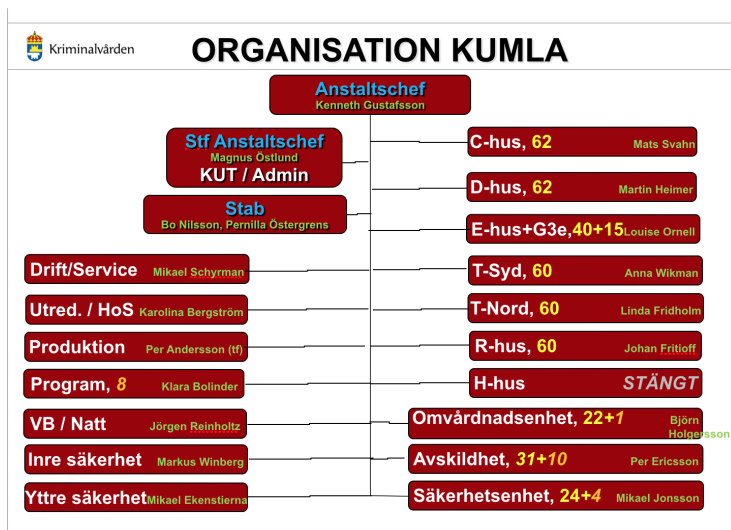 Kriminalvården
ORGANISATION KUMLA
Anstaltschef
Kenneth Gustafsson
Stf Anstaltschef
Magnus Östlund
KUT / Admin
Stab
Bo Nilsson, Pernilla Östergrens
Drift/Service Mikael Schyrman
Utred. / HoS Karolina Bergström
Produktion Per Andersson (tf)
Program, 8 Klara Bolinder
VB / Natt Jörgen Reinholtz
Inre säkerhet Markus Winberg
Yttre säkerhet Mikael Ekenstierna
C-hus, 62 Mats Svahn
D-hus, 62 Martin Heimer
E-hus+G3e,40+15 Louise Ornell
T-Syd, 60 Anna Wikman
T-Nord, 60 Linda Fridholm
R-hus, 60 Johan Fritioff
H-hus STÄNGT
Omvårdnadsenhet, 22+1 Björn
Holgersson
Avskildhet, 31+10 Per Ericsson
Säkerhetsenhet, 24+4 Mikael Jonsson